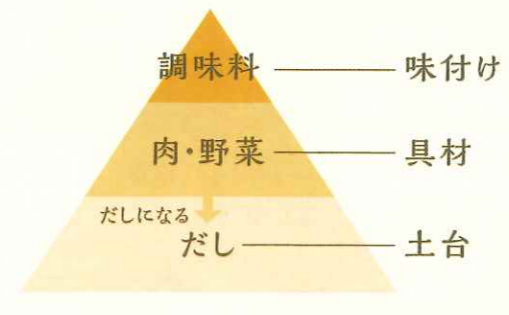 調味料 味付け
肉・野菜 具材
だしになる
だし 土台